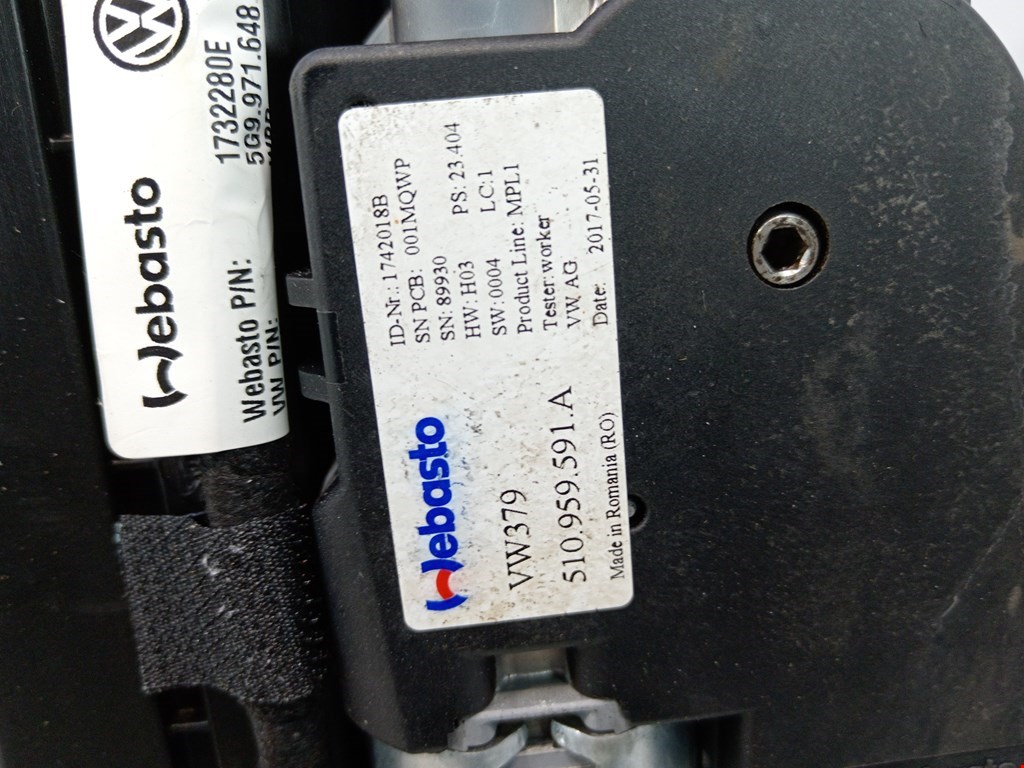 Webasto
Webasto P/N: 1732280E
VW P/N: 5G9.971.648
Webasto
VW379
510.959.591.A
Made in Romania (RO)
ID-Nr.: 1742018B
SN PCB: 001MQWP
SN: 89930
HW: H03 PS: 23.404
SW: 0004 LC:1
Product Line: MPL1
Tester: worker
VW AG
Date: 2017-05-31